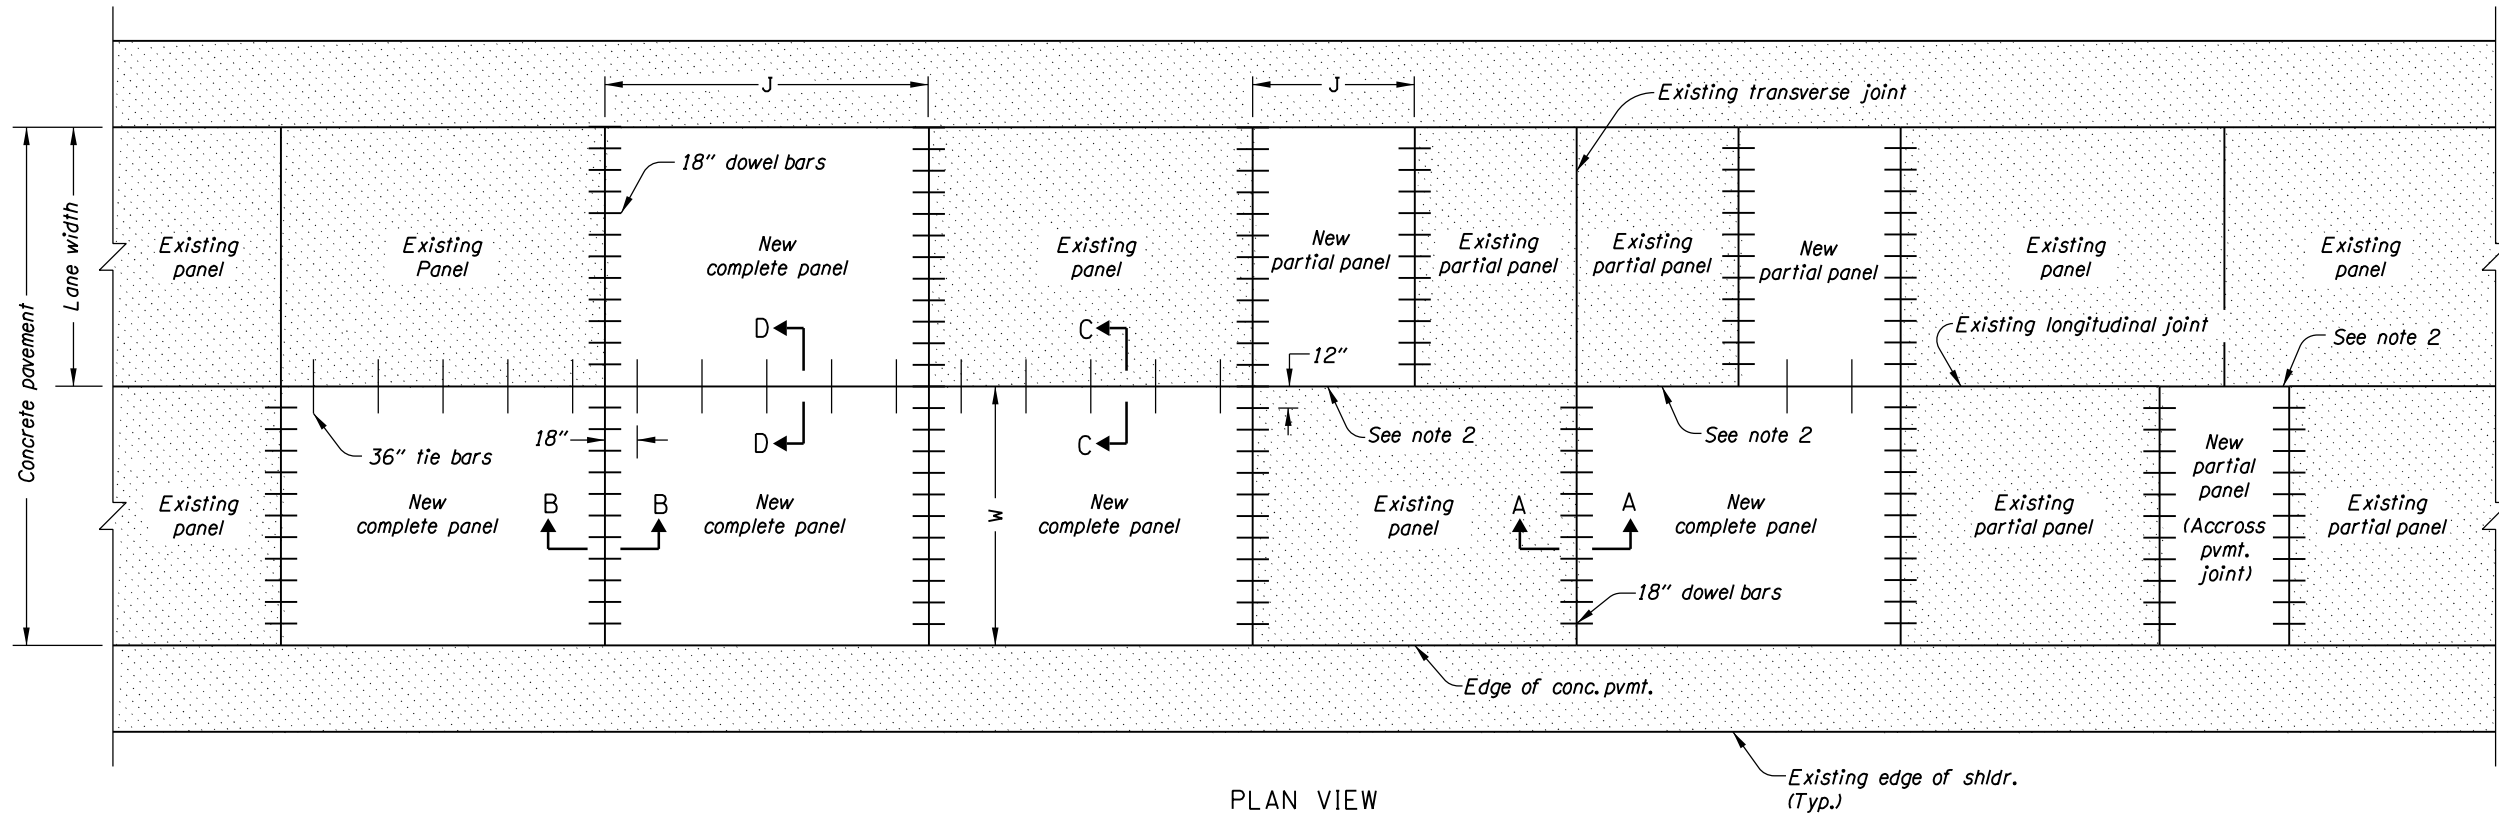 J
J
Existing transverse joint
18" dowel bars
Existing
panel
Existing
Panel
New
complete panel
Existing
panel
New
partial panel
Existing
partial panel
Existing
partial panel
New
partial panel
Existing
panel
Existing
panel
Lane width
Concrete pavement
D
C
12"
Existing longitudinal joint
See note 2
36" tie bars
18"
D
C
See note 2
See note 2
Existing
panel
New
complete panel
B
B
New
complete panel
W
New
complete panel
Existing
panel
A
A
New
complete panel
Existing
partial panel
New
partial
panel
(Accross
pvmt.
joint)
Existing
partial panel
18" dowel bars
Edge of conc. pvmt.
Existing edge of shldr.
(Typ.)
PLAN VIEW